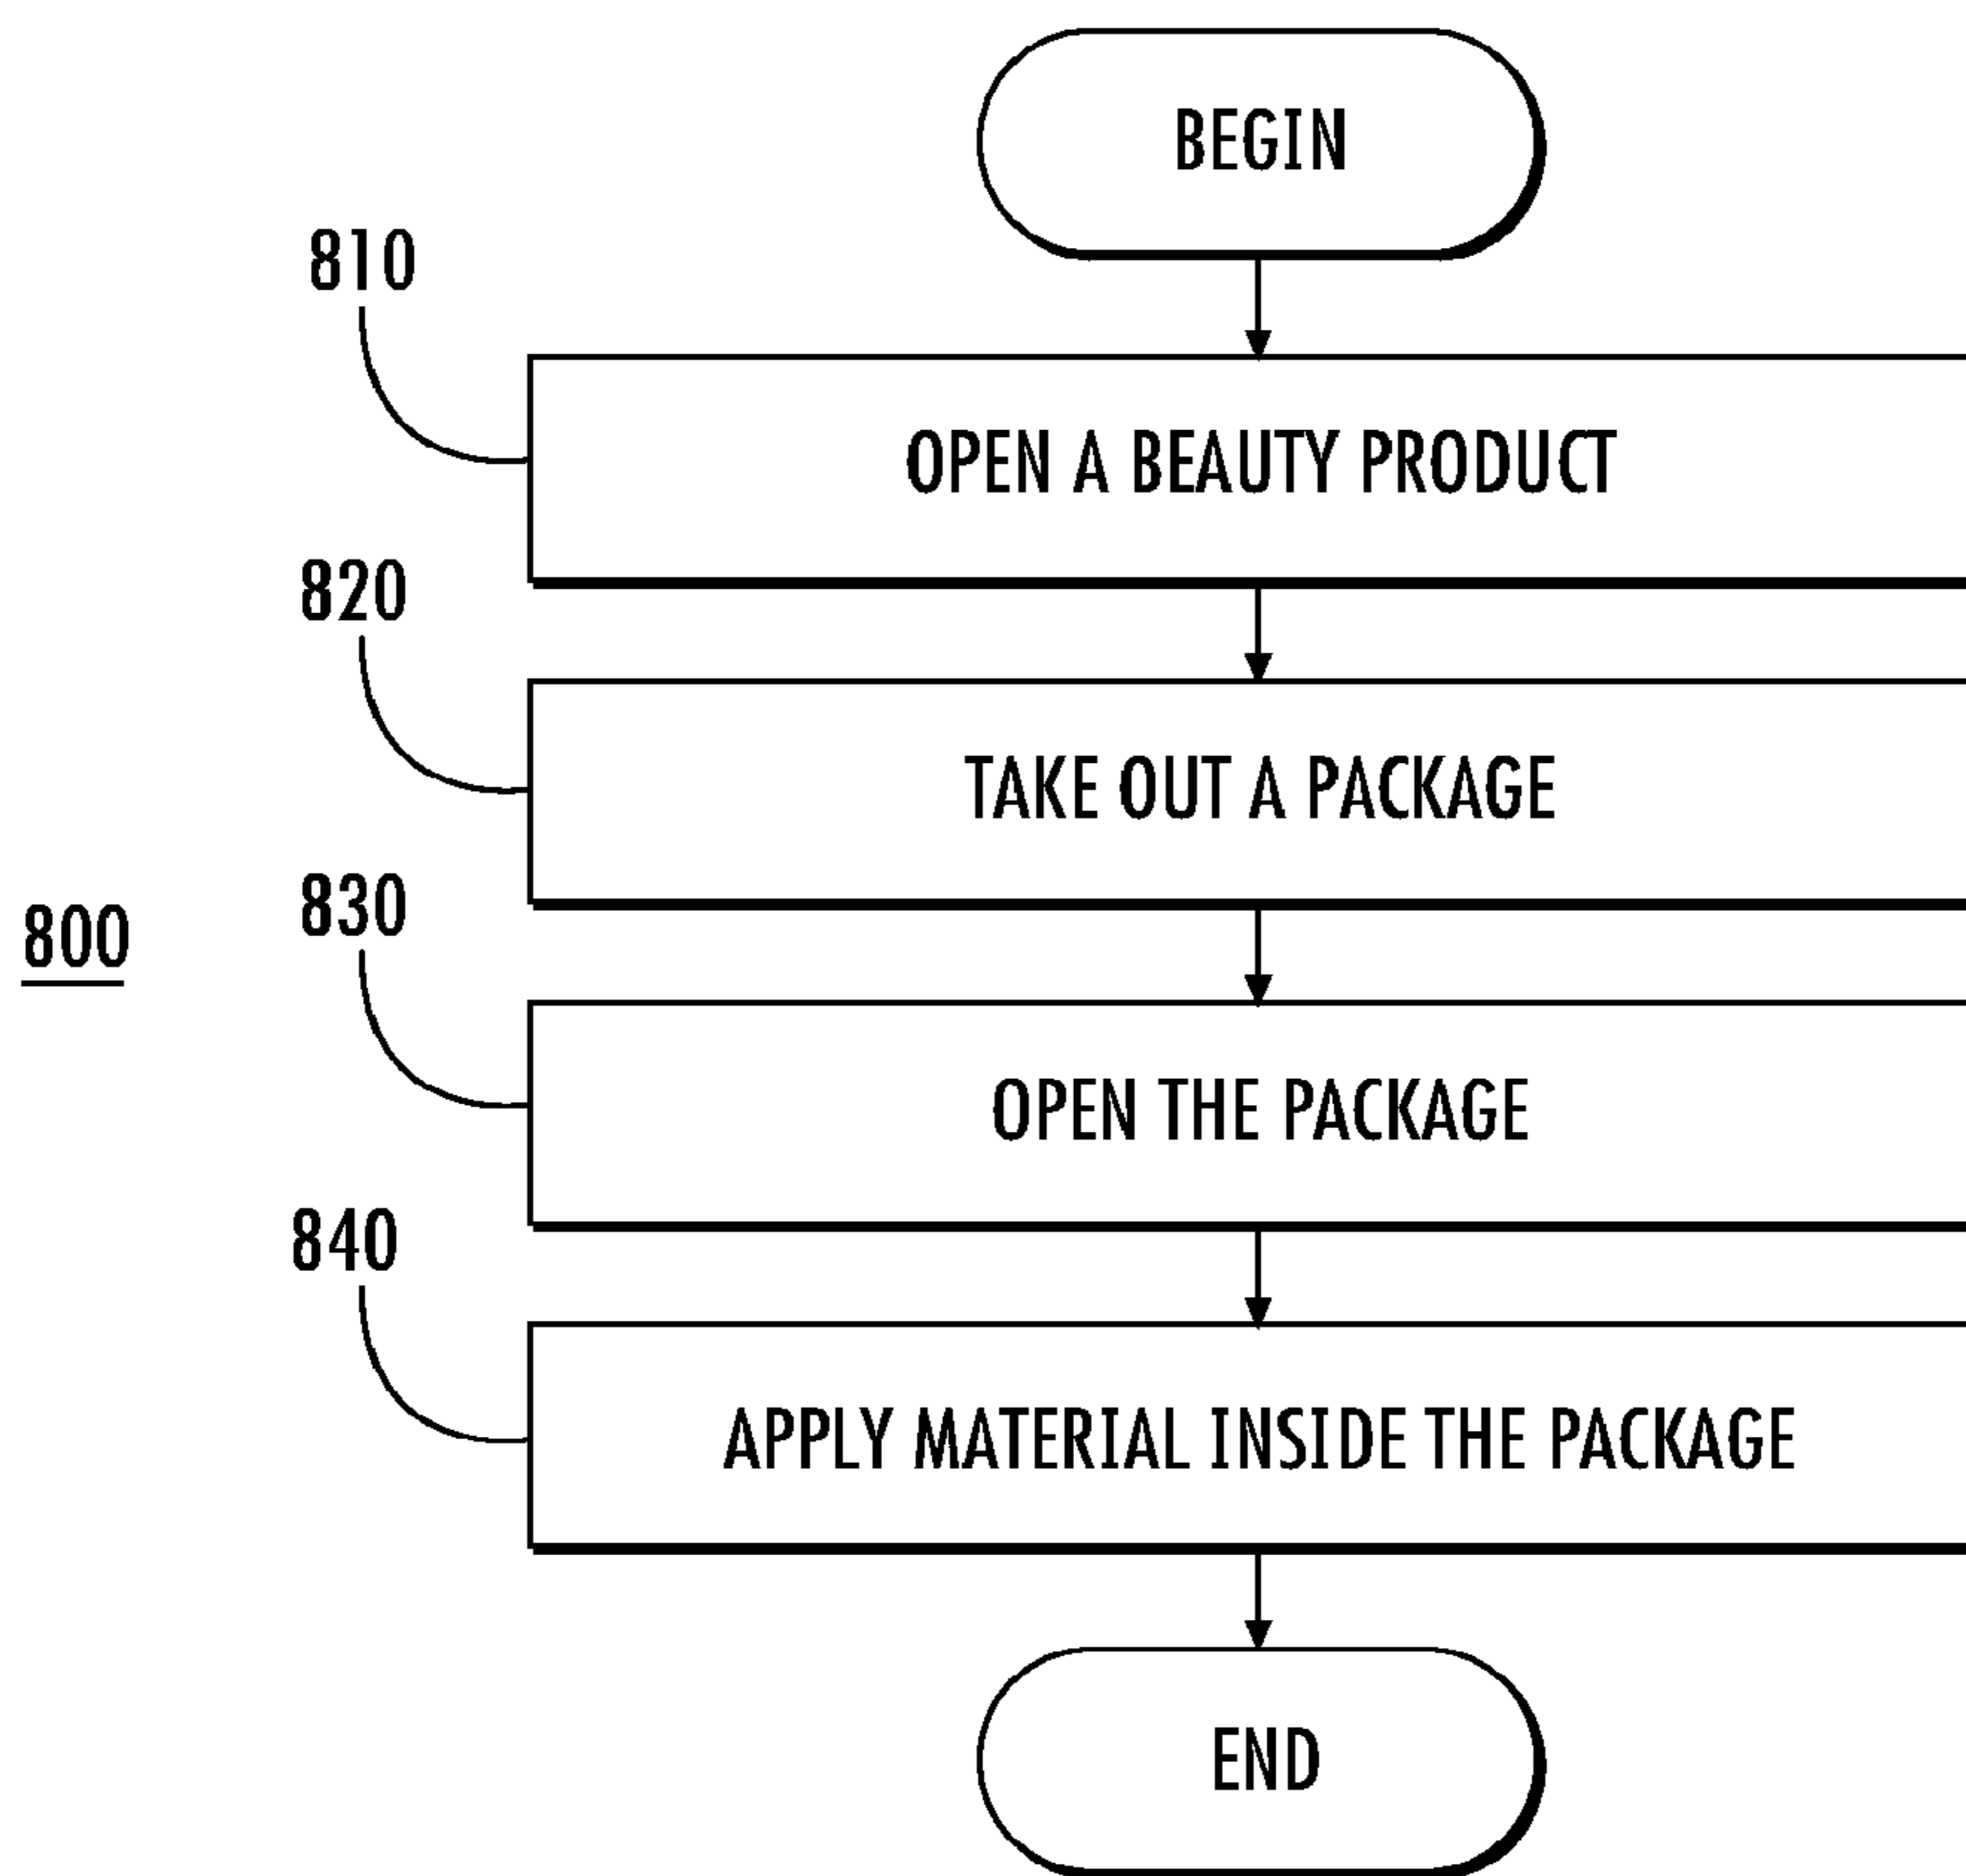 BEGIN
810
OPEN A BEAUTY PRODUCT
820
TAKE OUT A PACKAGE
830
800
OPEN THE PACKAGE
840
APPLY MATERIAL INSIDE THE PACKAGE
END